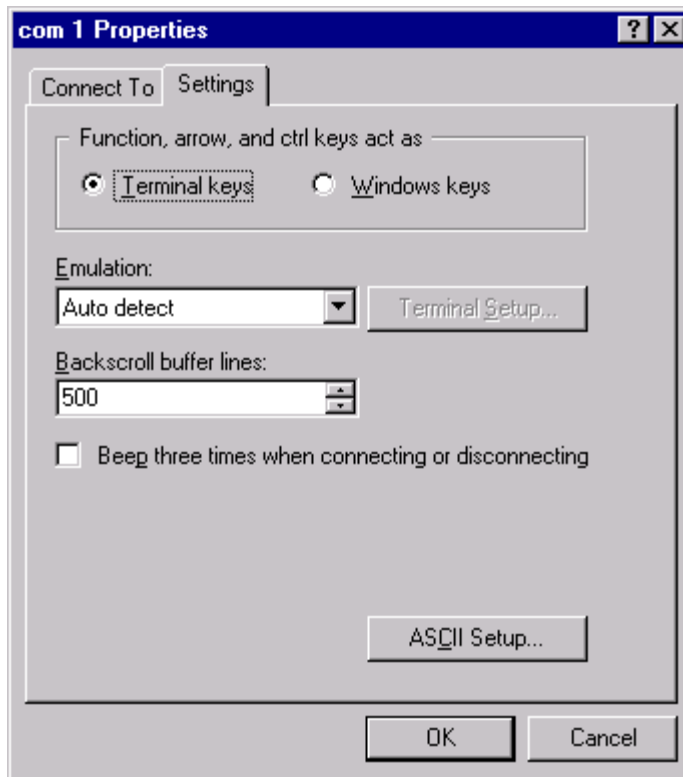 com 1 Properties
Connect To
Settings
Function, arrow, and ctrl keys act as
Terminal keys
Windows keys
Emulation:
Auto detect
Terminal Setup...
Backscroll buffer lines:
500
Beep three times when connecting or disconnecting
ASCII Setup...
OK
Cancel